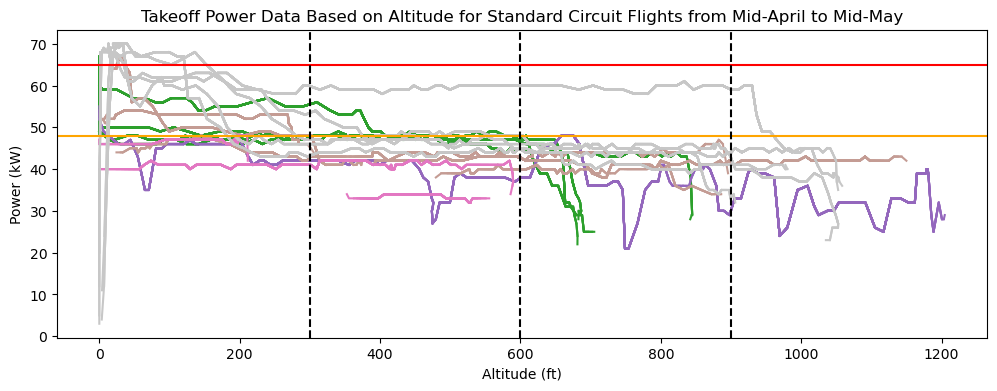 Takeoff Power Data Based on Altitude for Standard Circuit Flights from Mid-April to Mid-May
70
60
50
40
30
20
10
0
Power (kW)
0 200 400 600 800 1000 1200
Altitude (ft)